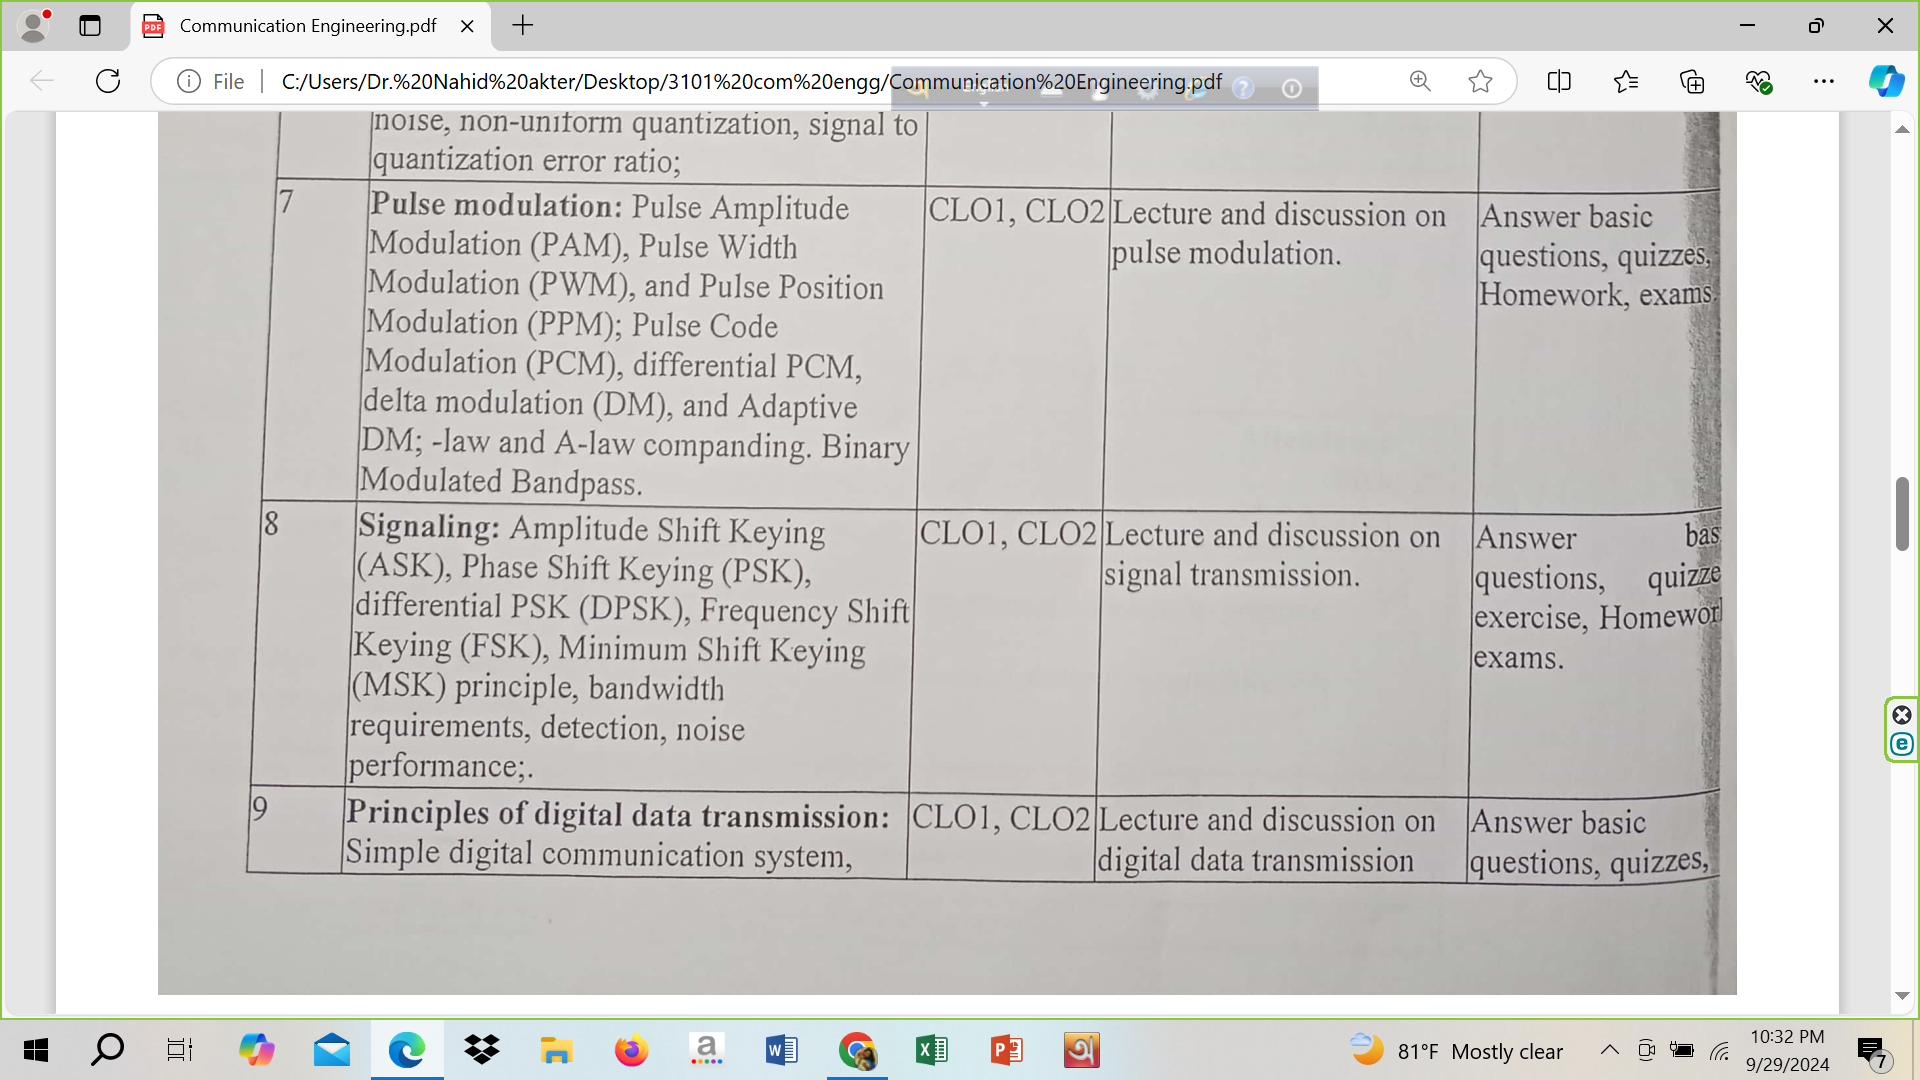 Communication Engineering.pdf
File
C:/Users/Dr.%20Nahid%20akter/Desktop/3101%20com%20engg/Communication%20Engineering.pdf
noise, non-uniform quantization, signal to
quantization error ratio;
7
Pulse modulation: Pulse Amplitude
Modulation (PAM), Pulse Width
Modulation (PWM), and Pulse Position
Modulation (PPM); Pulse Code
Modulation (PCM), differential PCM,
delta modulation (DM), and Adaptive
DM; -law and A-law companding. Binary
Modulated Bandpass.
CLO1, CLO2
Lecture and discussion on
pulse modulation.
Answer basic
questions, quizzes,
Homework, exams.
8
Signaling: Amplitude Shift Keying
(ASK), Phase Shift Keying (PSK),
differential PSK (DPSK), Frequency Shift
Keying (FSK), Minimum Shift Keying
(MSK) principle, bandwidth
requirements, detection, noise
performance;.
CLO1, CLO2
Lecture and discussion on
signal transmission.
Answer bas
questions, quizze
exercise, Homewor
exams.
9
Principles of digital data transmission:
Simple digital communication system,
CLO1, CLO2
Lecture and discussion on
digital data transmission
Answer basic
questions, quizzes,
81°F Mostly clear
10:32 PM
9/29/2024
7